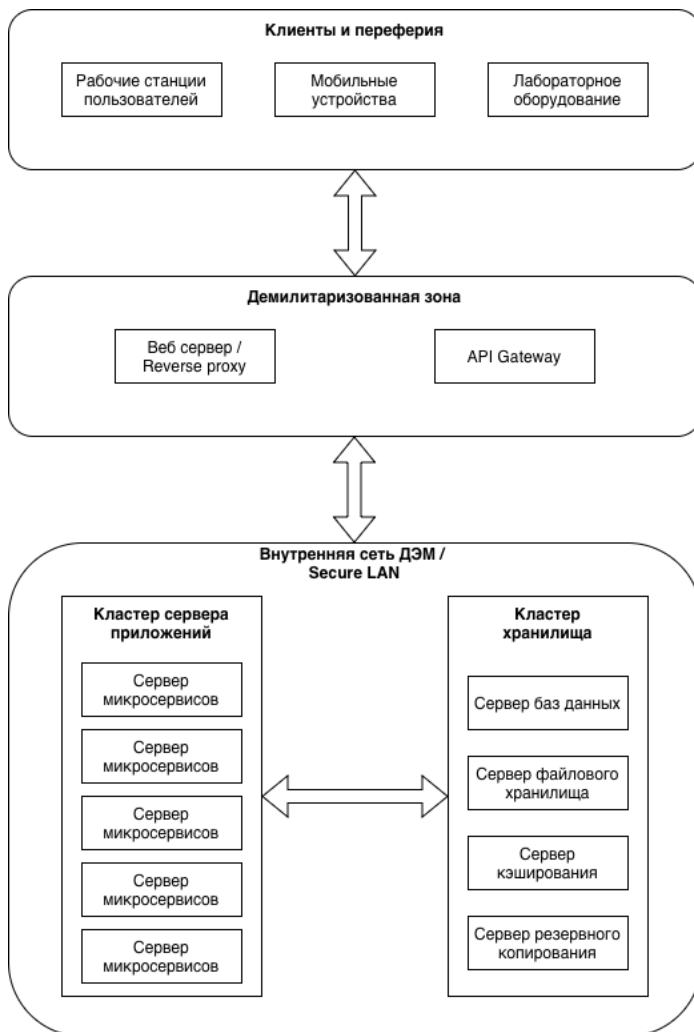 Клиенты и переферия
Рабочие станции
пользователей
Мобильные
устройства
Лабораторное
оборудование
Демилитаризованная зона
Веб сервер /
Reverse proxy
API Gateway
Внутренняя сеть ДЭМ /
Secure LAN
Кластер сервера
приложений
Сервер
микросервисов
Сервер
микросервисов
Сервер
микросервисов
Сервер
микросервисов
Сервер
микросервисов
Кластер
хранилища
Сервер баз данных
Сервер файлового
хранилища
Сервер
кэширования
Сервер резервного
копирования